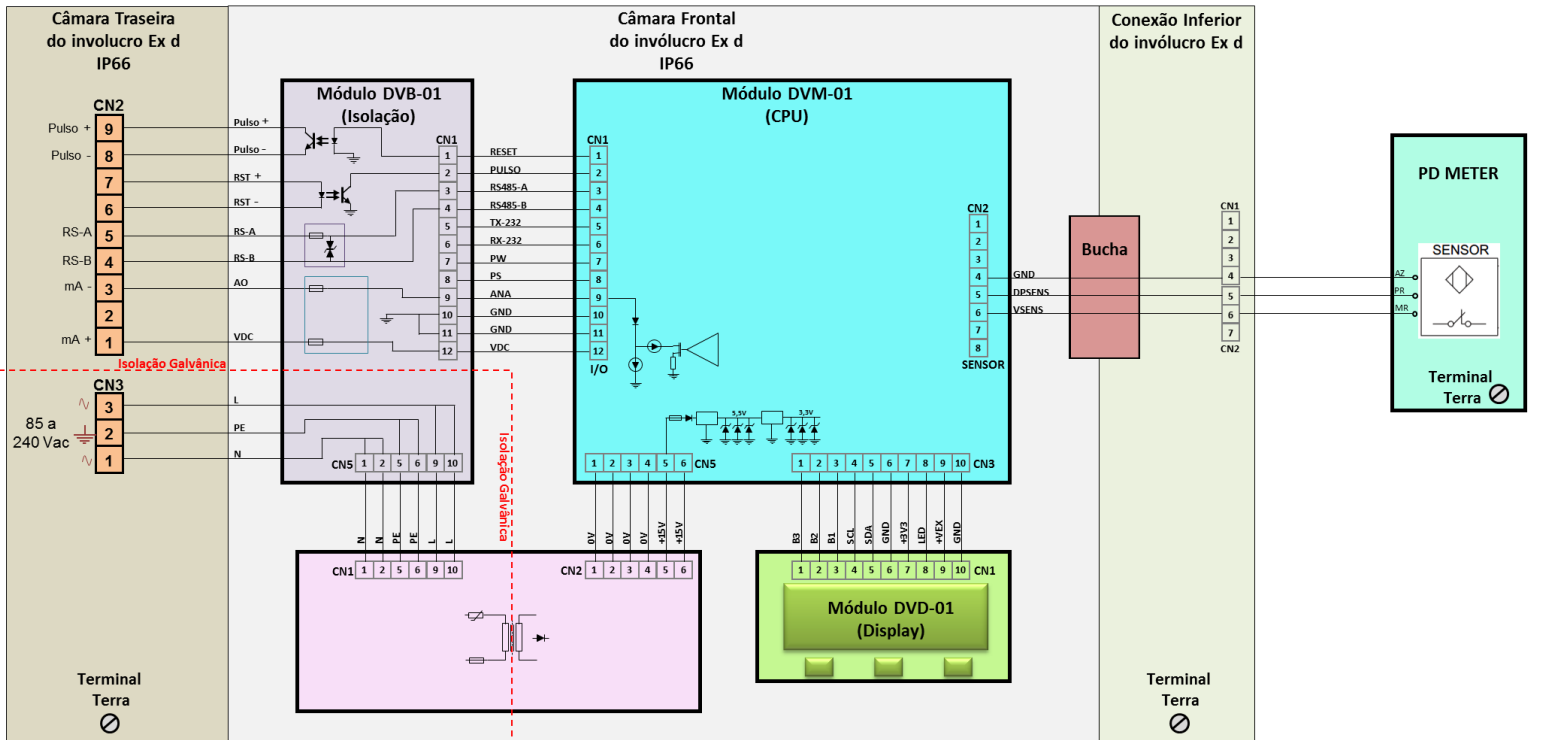 Câmara Traseira
do involucro Ex d
IP66
Câmara Frontal
do invólucro Ex d
IP66
Conexão Inferior
do invólucro Ex d
CN2
Pulso + 9
Pulso - 8
7
6
RS-A 5
RS-B 4
mA - 3
2
mA + 1
Pulso +
Pulso -
RST +
RST -
RS-A
RS-B
AO
VDC
Isolação Galvânica
CN3
3
2
1
85 a
240 Vac
L
PE
N
Terminal
Terra
Módulo DVB-01
(Isolação)
CN1
1
2
3
4
5
6
7
8
9
10
11
12
CN5 1 2 5 6 9 10
RESET
PULSO
RS485-A
RS485-B
TX-232
RX-232
PW
PS
ANA
GND
GND
VDC
Módulo DVM-01
(CPU)
CN1
1
2
3
4
5
6
7
8
9
10
11
12
I/O
CN2
1
2
3
4
5
6
7
8
SENSOR
5,5V 3,3V
1 2 3 4 5 6 CN5
1 2 3 4 5 6 7 8 9 10 CN3
Isolação Galvânica
N N PE PE L L
0V 0V 0V 0V +15V +15V
B3 B2 B1 SCL SDA GND +3V3 LED +VEX GND
CN1 1 2 5 6 9 10
CN2 1 2 3 4 5 6
1 2 3 4 5 6 7 8 9 10 CN1
Módulo DVD-01
(Display)
GND
DPSENS
VSENS
Bucha
CN1
1
2
3
4
5
6
7
CN2
Terminal
Terra
PD METER
SENSOR
AZ
PR
MR
Terminal
Terra